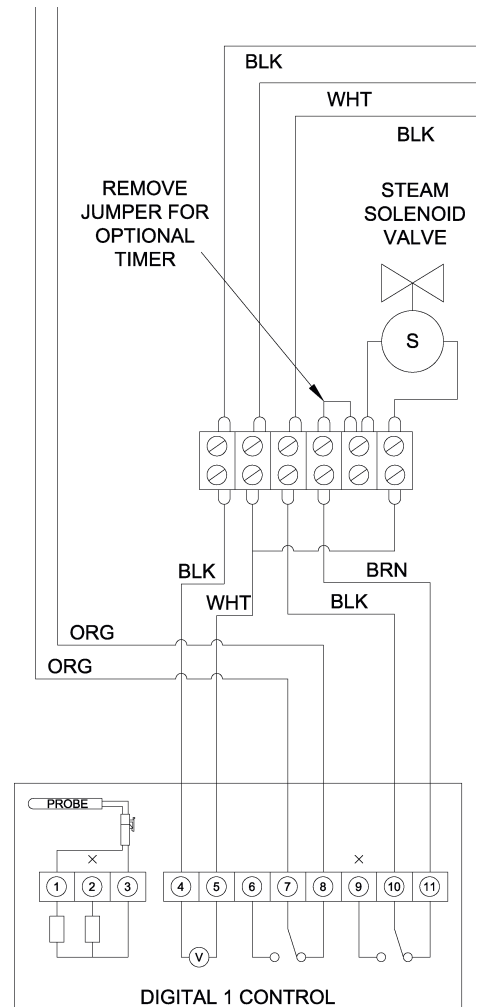 BLK
WHT
BLK
REMOVE
JUMPER FOR
OPTIONAL
TIMER
STEAM
SOLENOID
VALVE
S
BLK
BRN
WHT
BLK
ORG
ORG
PROBE
1 2 3 4 5 6 7 8 9 10 11
V
DIGITAL 1 CONTROL